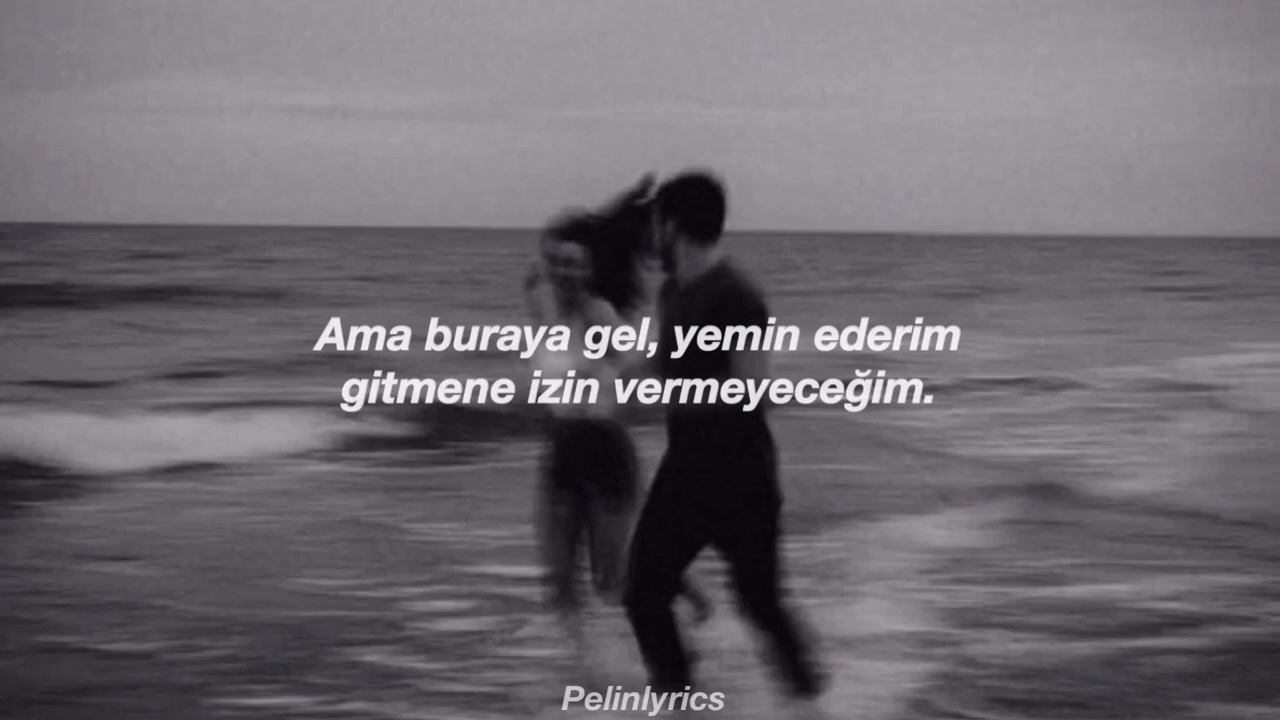 Ama buraya gel, yemin ederim
gitmene izin vermeyeceğim.
Pelinlyrics